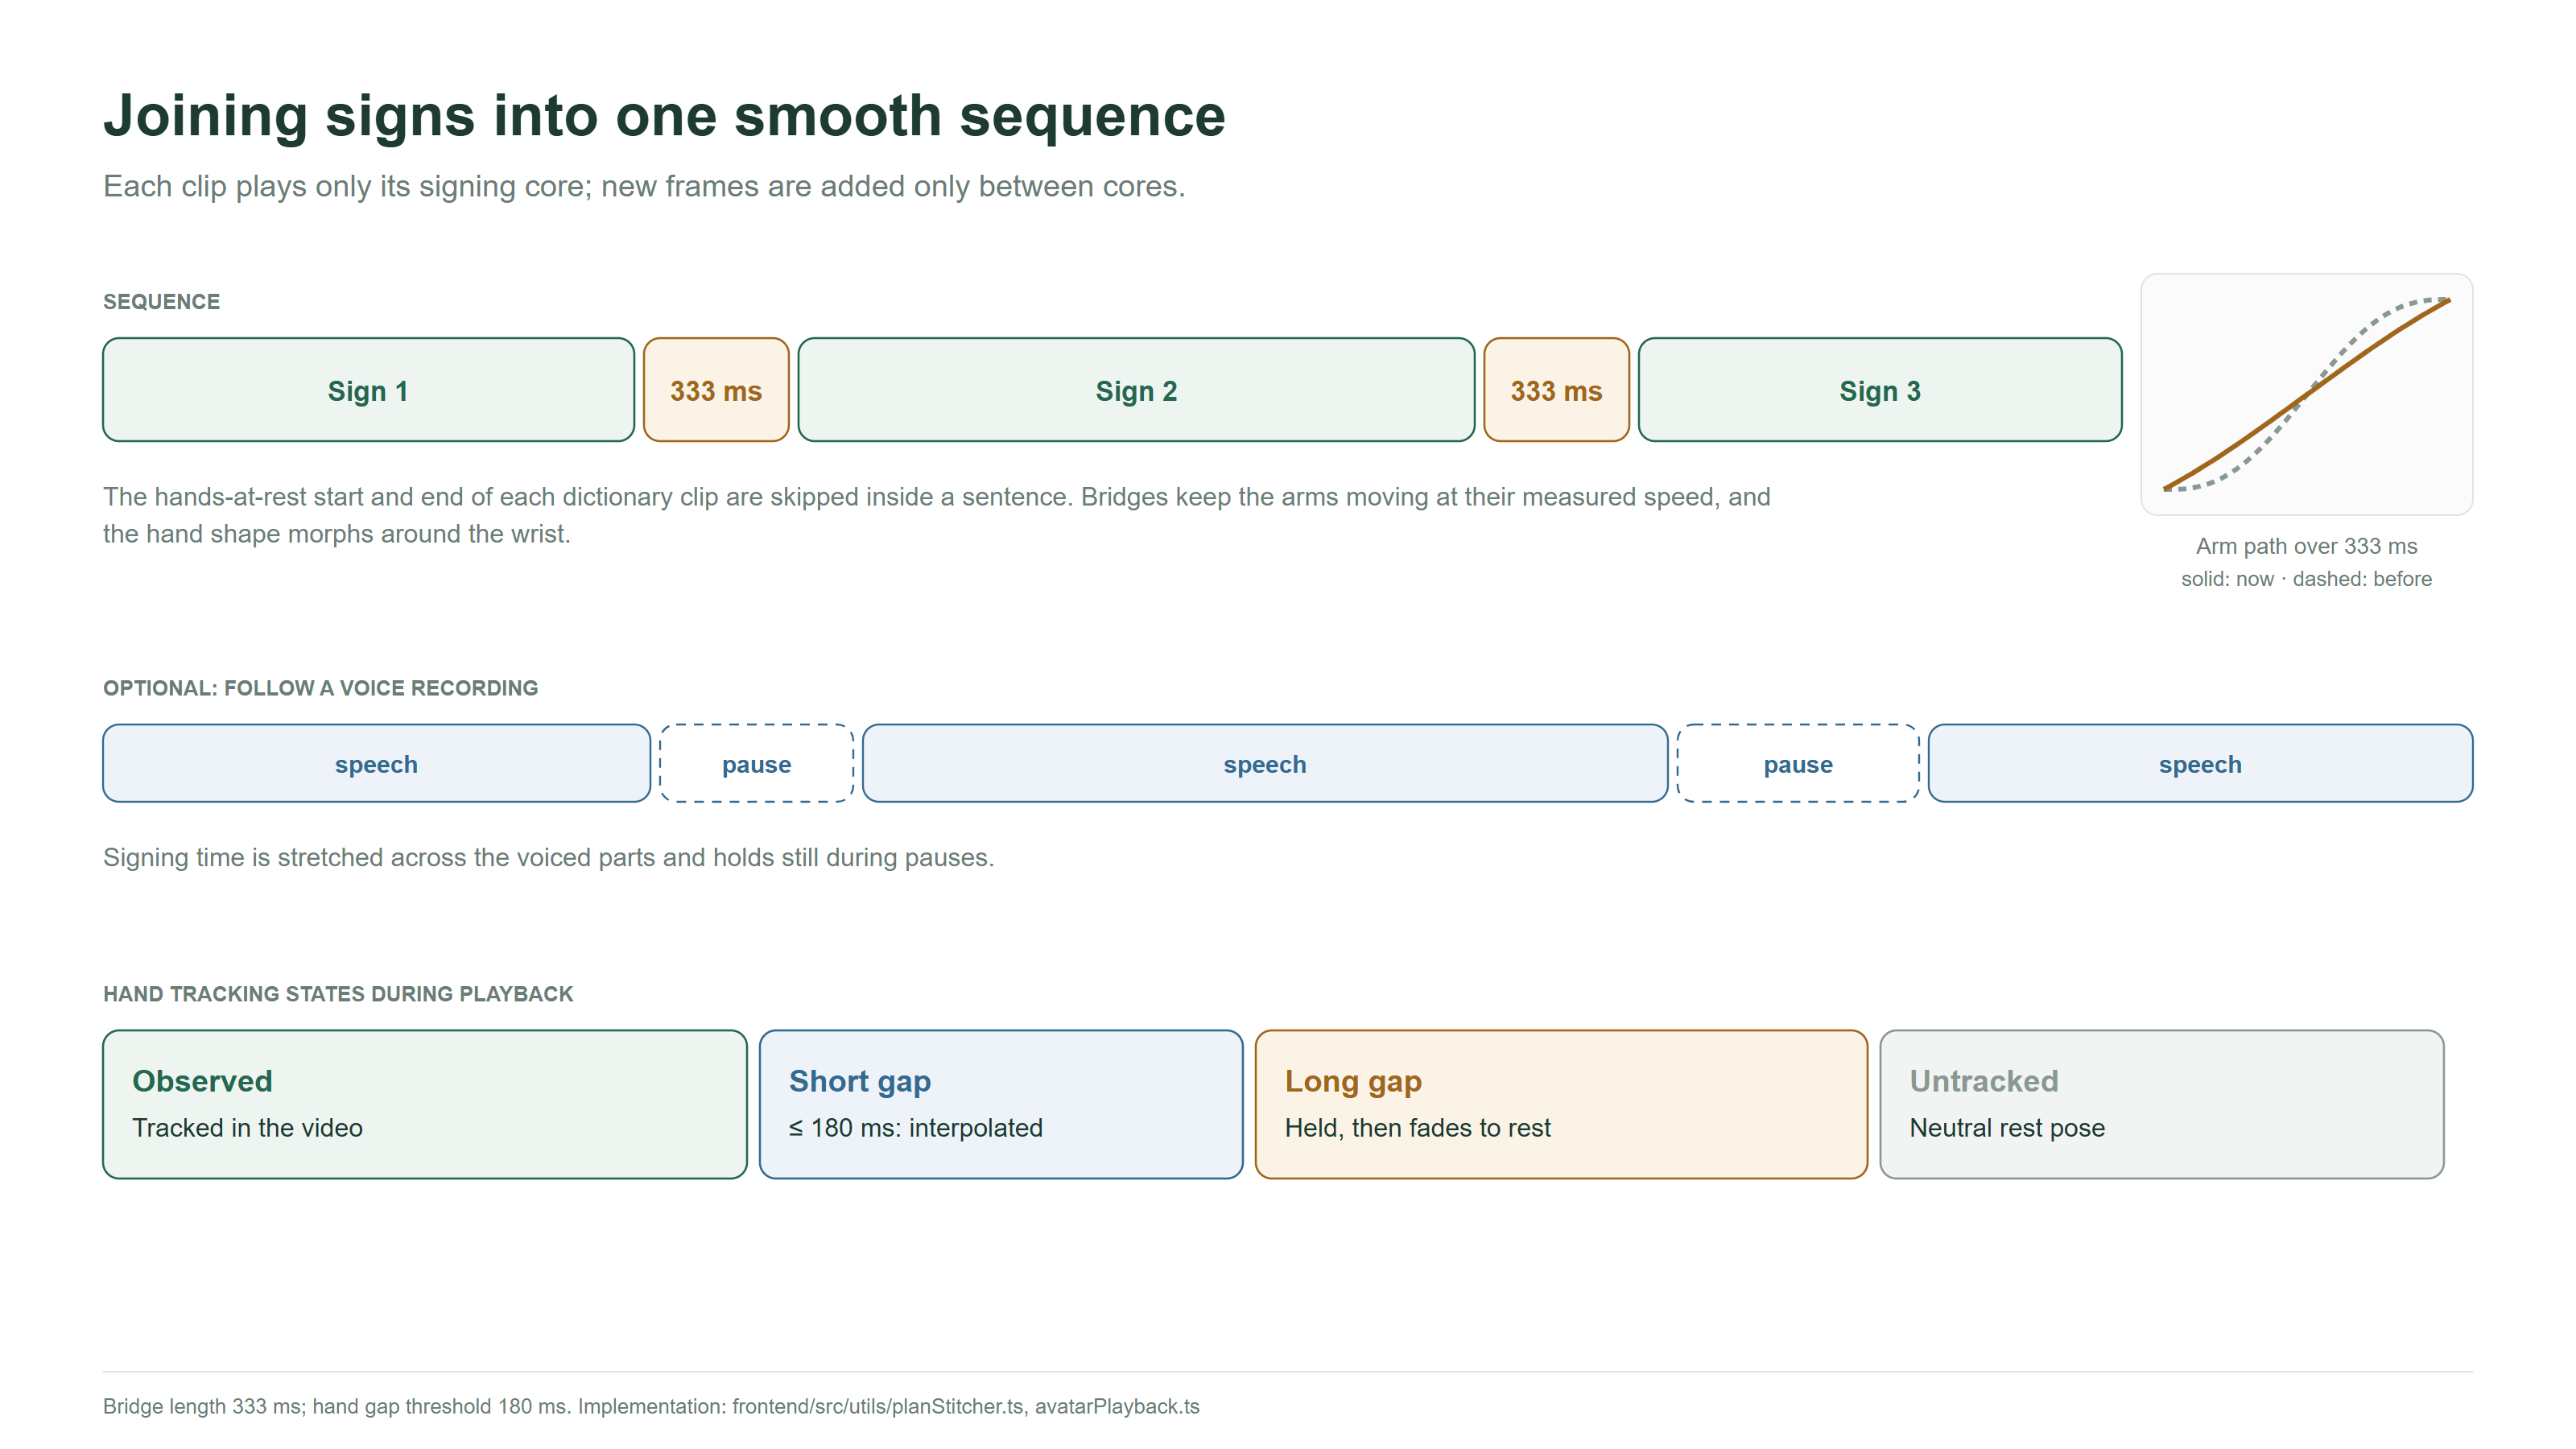 Joining signs into one smooth sequence
Each clip plays only its signing core; new frames are added only between cores.
SEQUENCE
Sign 1
333 ms
Sign 2
333 ms
Sign 3
The hands-at-rest start and end of each dictionary clip are skipped inside a sentence. Bridges keep the arms moving at their measured speed, and
the hand shape morphs around the wrist.
Arm path over 333 ms
solid: now · dashed: before
OPTIONAL: FOLLOW A VOICE RECORDING
speech
pause
speech
pause
speech
Signing time is stretched across the voiced parts and holds still during pauses.
HAND TRACKING STATES DURING PLAYBACK
Observed
Tracked in the video
Short gap
≤ 180 ms: interpolated
Long gap
Held, then fades to rest
Untracked
Neutral rest pose
Bridge length 333 ms; hand gap threshold 180 ms. Implementation: frontend/src/utils/planStitcher.ts, avatarPlayback.ts